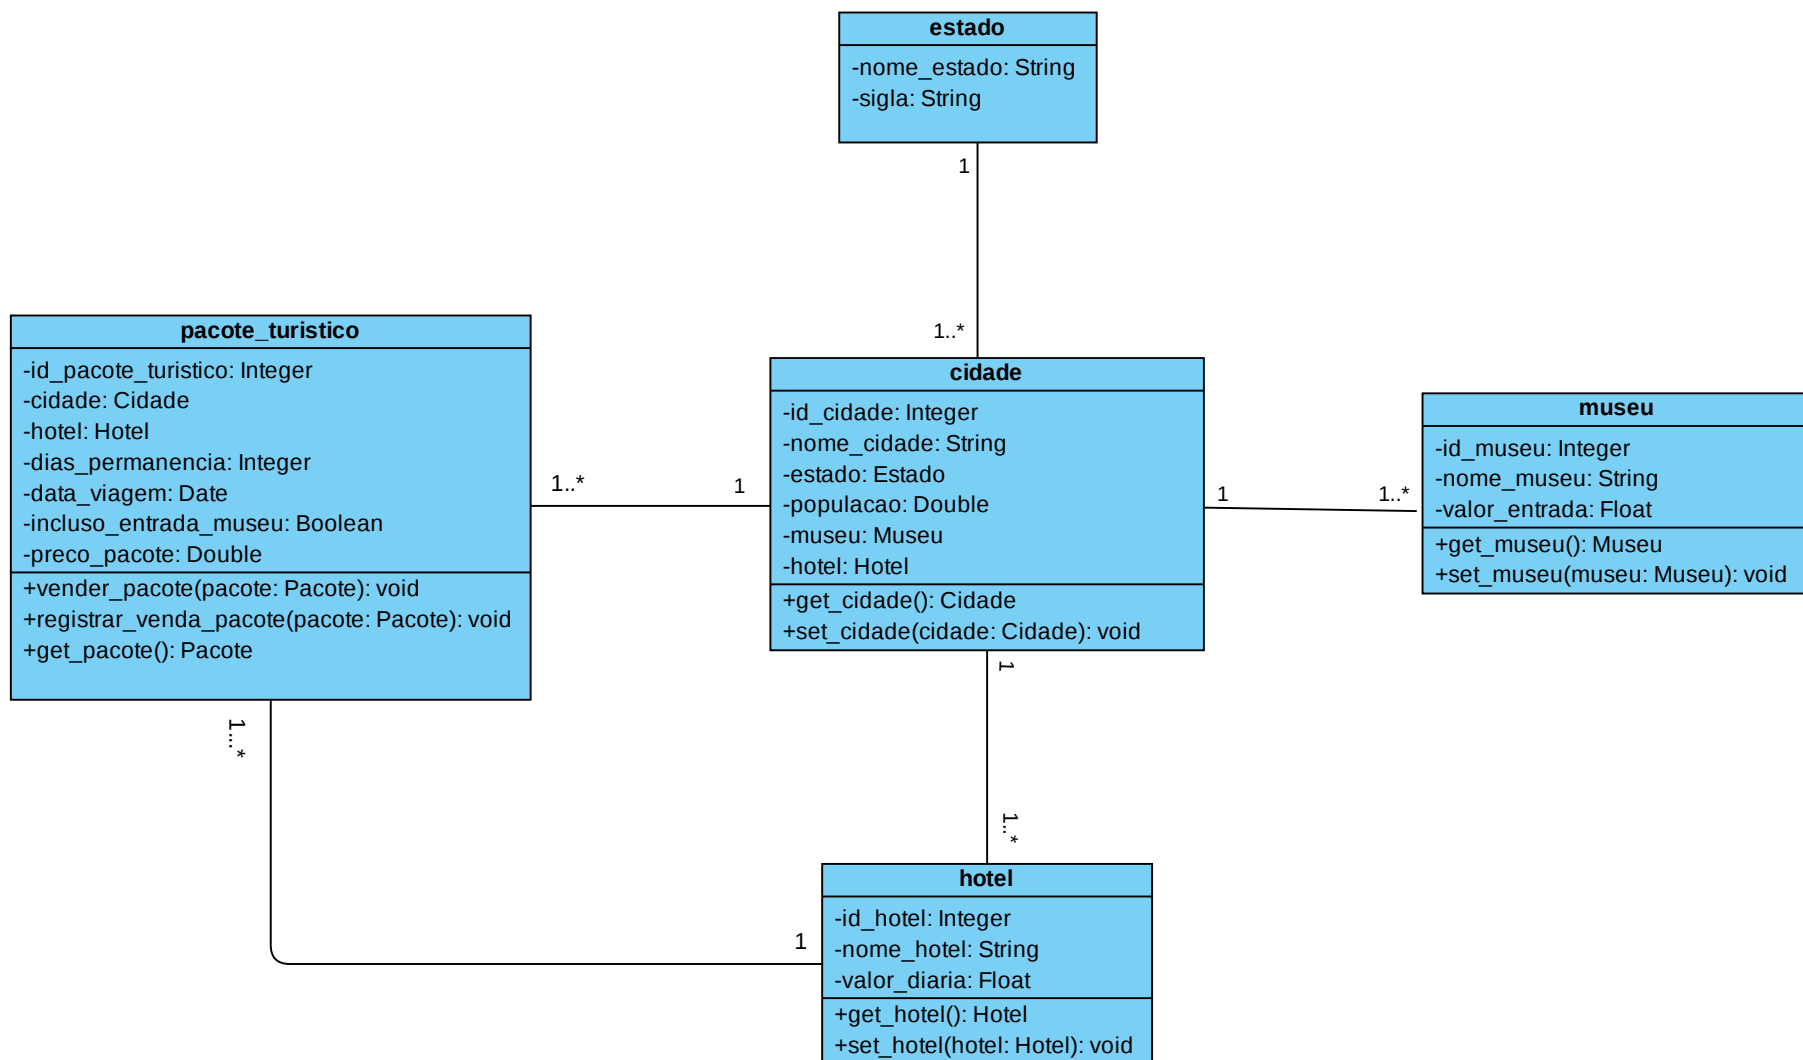 estado
-nome_estado: String
-sigla: String
1
1..*
pacote_turistico
-id_pacote_turistico: Integer
-cidade: Cidade
-hotel: Hotel
-dias_permanencia: Integer
-data_viagem: Date
-incluso_entrada_museu: Boolean
-preco_pacote: Double
+vender_pacote(pacote: Pacote): void
+registrar_venda_pacote(pacote: Pacote): void
+get_pacote(): Pacote
1..*
1
cidade
-id_cidade: Integer
-nome_cidade: String
-estado: Estado
-populacao: Double
-museu: Museu
-hotel: Hotel
+get_cidade(): Cidade
+set_cidade(cidade: Cidade): void
1
1..*
museu
-id_museu: Integer
-nome_museu: String
-valor_entrada: Float
+get_museu(): Museu
+set_museu(museu: Museu): void
1
1..*
1...*
1
hotel
-id_hotel: Integer
-nome_hotel: String
-valor_diaria: Float
+get_hotel(): Hotel
+set_hotel(hotel: Hotel): void